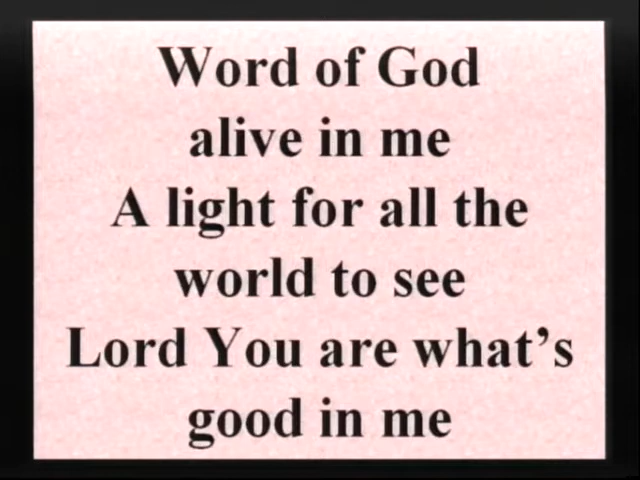 Word of God
alive in me
A light for all the
world to see
Lord You are what’s
good in me